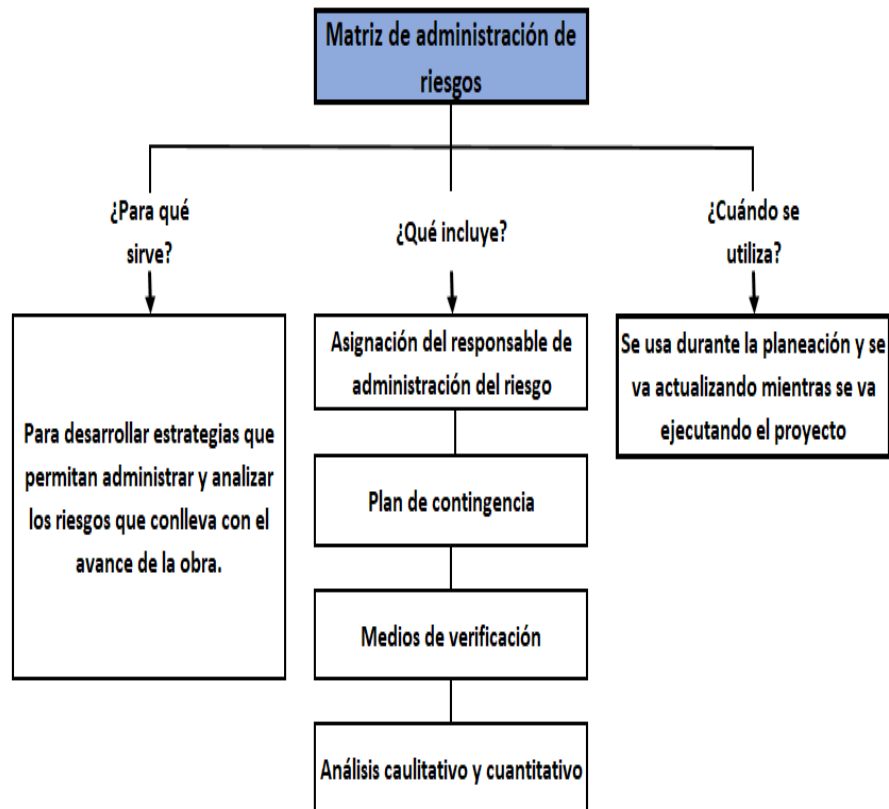 Matriz de administración de
riesgos
¿Para qué
sirve?
Para desarrollar estrategias que
permitan administrar y analizar
los riesgos que conlleva con el
avance de la obra.
¿Qué incluye?
Asignación del responsable de
administración del riesgo
Plan de contingencia
Medios de verificación
Análisis caulitativo y cuantitativo
¿Cuándo se
utiliza?
Se usa durante la planeación y se
va actualizando mientras se va
ejecutando el proyecto